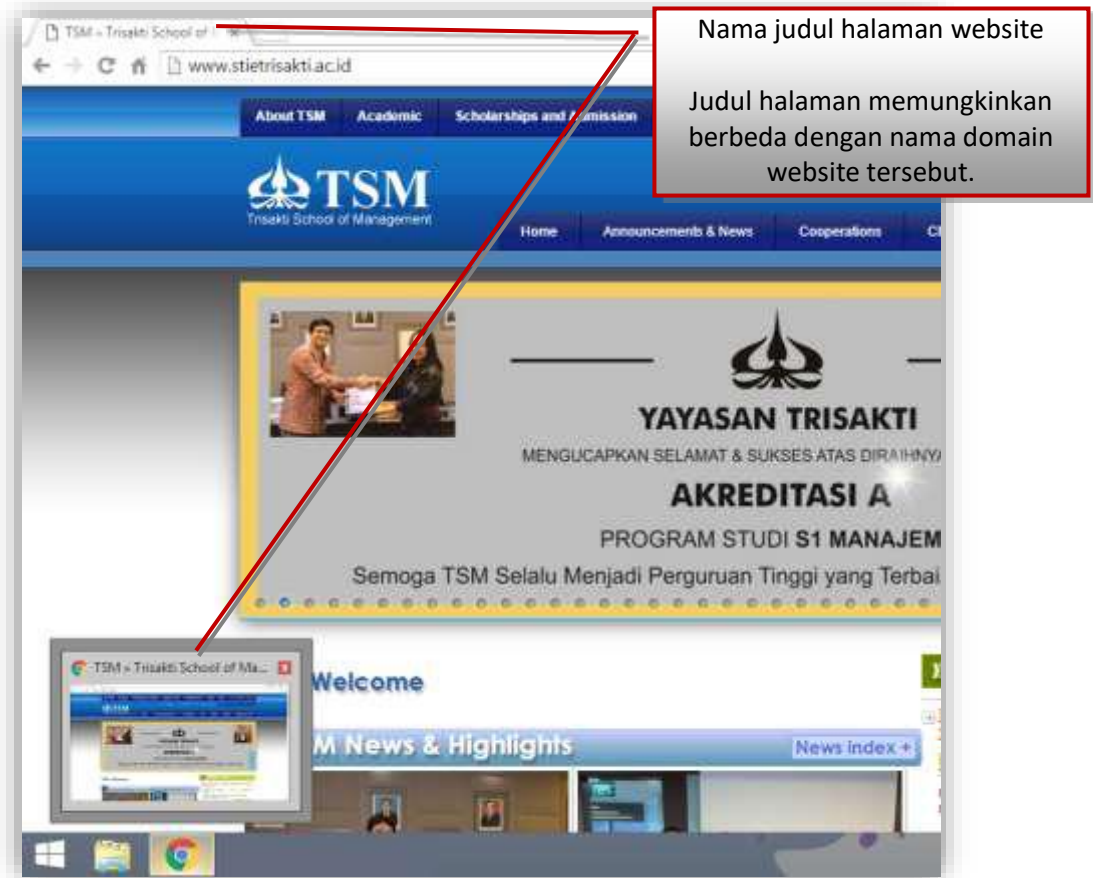 Nama judul halaman website
Judul halaman memungkinkan
berbeda dengan nama domain
website tersebut.
TSM » Trisakti School of
www.stietrisakti.ac.id
About TSM Academic Scholarships and Admission
TSM
Trisakti School of Management
Home Announcements & News Cooperations
YAYASAN TRISAKTI
MENGUCAPKAN SELAMAT & SUKSES ATAS DIRAIHNYA
AKREDITASI A
PROGRAM STUDI S1 MANAJEM
Semoga TSM Selalu Menjadi Perguruan Tinggi yang Terbai
TSM » Trisakti School of Ma...
Welcome
M News & Highlights
News index +